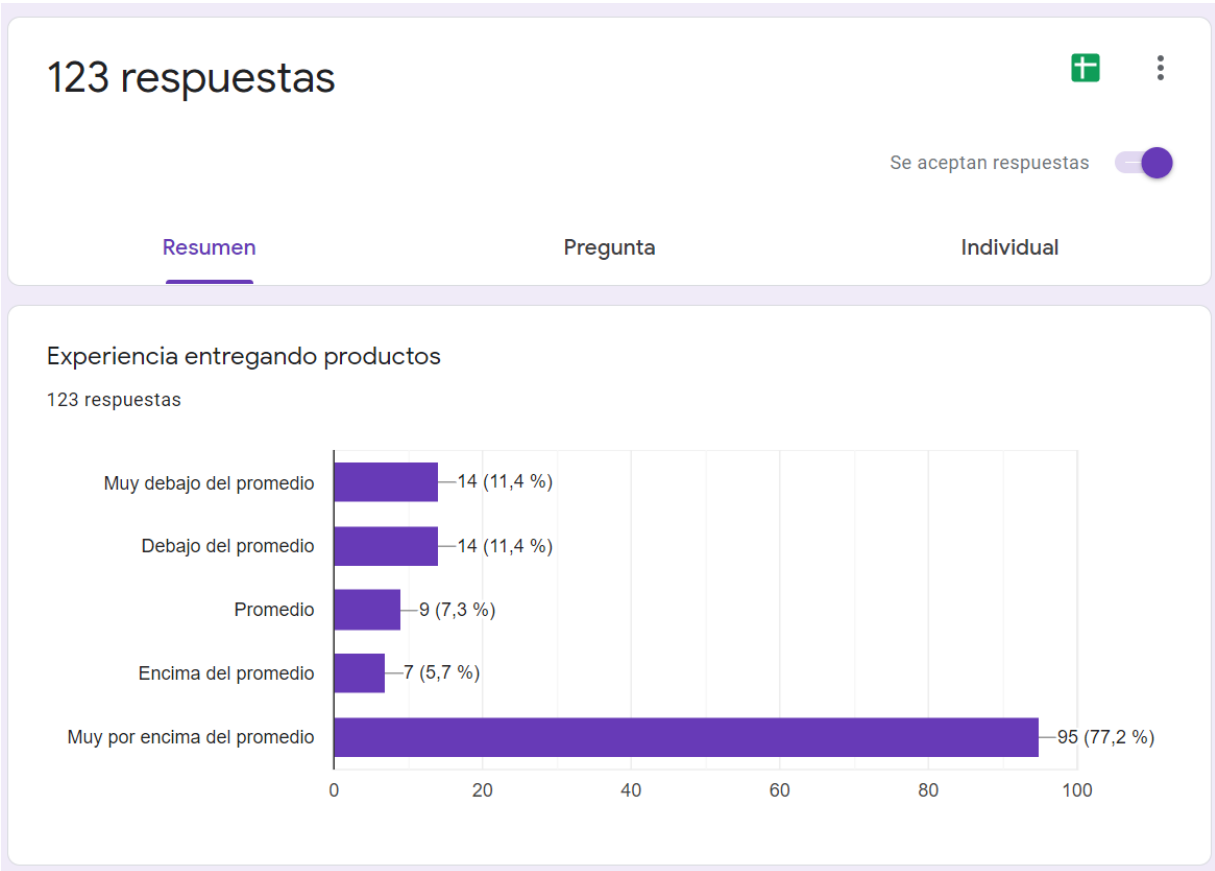 123 respuestas
Se aceptan respuestas
Resumen Pregunta Individual
Experiencia entregando productos
123 respuestas
Muy debajo del promedio 14 (11,4 %)
Debajo del promedio 14 (11,4 %)
Promedio 9 (7,3 %)
Encima del promedio 7 (5,7 %)
Muy por encima del promedio 95 (77,2 %)
0 20 40 60 80 100